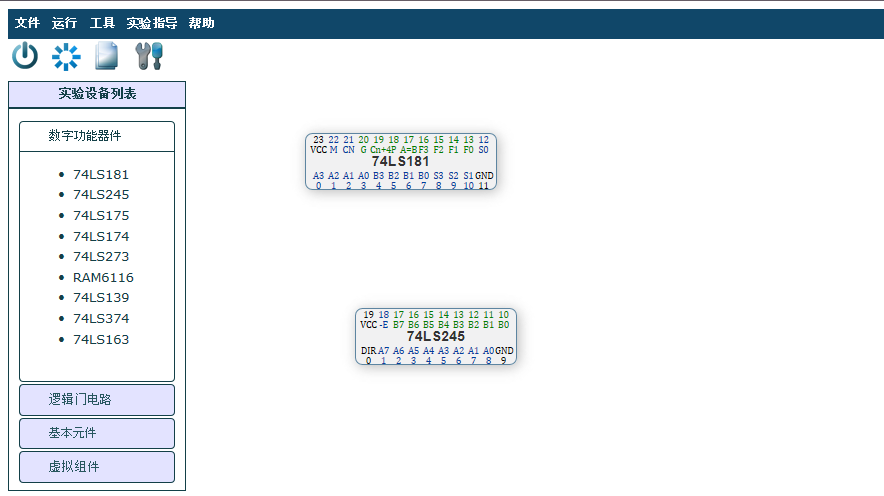 文件 运行 工具 实验指导 帮助
实验设备列表
数字功能器件
74LS181
74LS245
74LS175
74LS174
74LS273
RAM6116
74LS139
74LS374
74LS163
逻辑门电路
基本元件
虚拟组件
23 22 21 20 19 18 17 16 15 14 13 12
VCC M CN G Cn+4 P A=B F3 F2 F1 F0 S0
74LS181
A3 A2 A1 A0 B3 B2 B1 B0 S3 S2 S1 GND
0 1 2 3 4 5 6 7 8 9 10 11
19 18 17 16 15 14 13 12 11 10
VCC -E B7 B6 B5 B4 B3 B2 B1 B0
74LS245
DIR A7 A6 A5 A4 A3 A2 A1 A0 GND
0 1 2 3 4 5 6 7 8 9